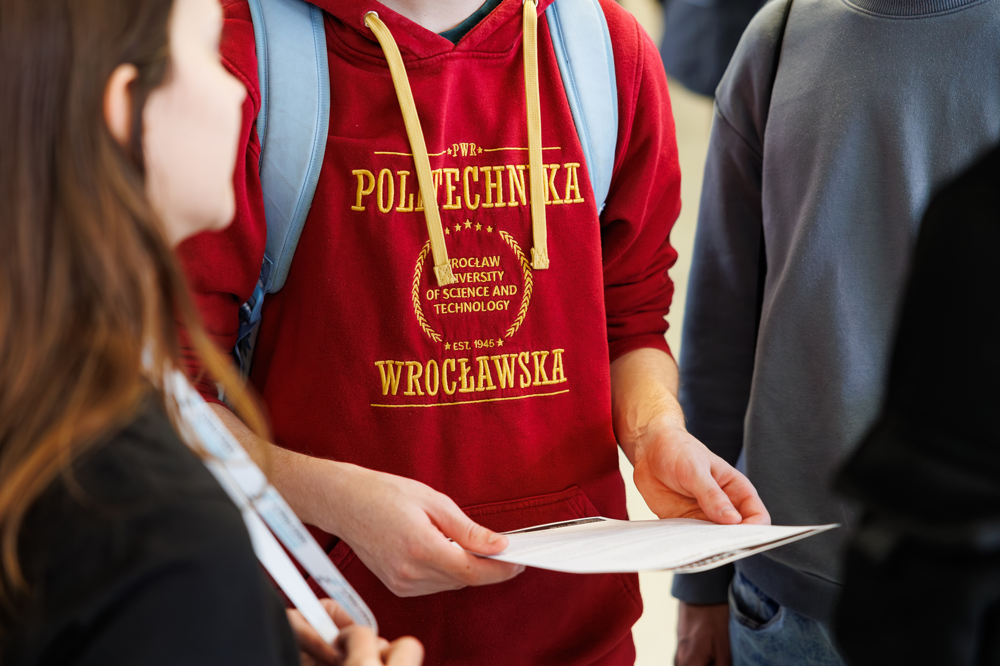 ★PWR★
POLITECHNIKA
WROCŁAW
UNIVERSITY
OF SCIENCE AND
TECHNOLOGY
★EST. 1945★
WROCŁAWSKA